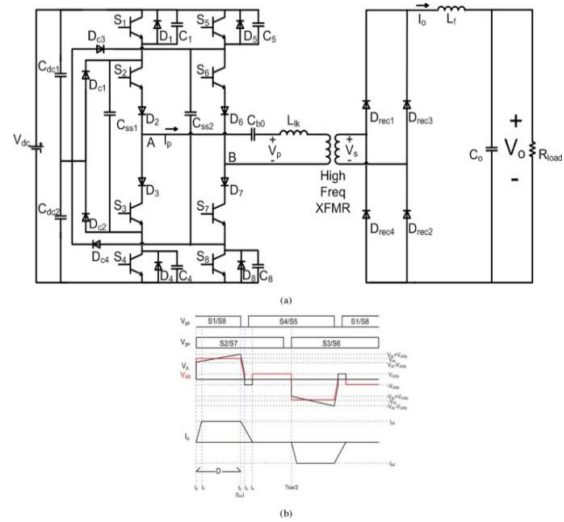 S1 D1 C1 S5 D5 C5
Dc3
Cdc1 S2 S6
Dc1 D2 Css2 D6
Css1 Cb0 Llk
Vdc A Ip
B Vp Vs
Io Lf
Drec1 Drec3
Co + Vo - Rload
High
Freq
XFMR
D3 D7
Cdc2 S3 S7
Dc2
Dc4
S4 D4 C4 S8 D8 C8
Drec4 Drec2
(a)
Vge S1/S8 S4/S5 S1/S8
Vge S2/S7 S3/S6
Vp
Ip
D
Tsw/2
(b)